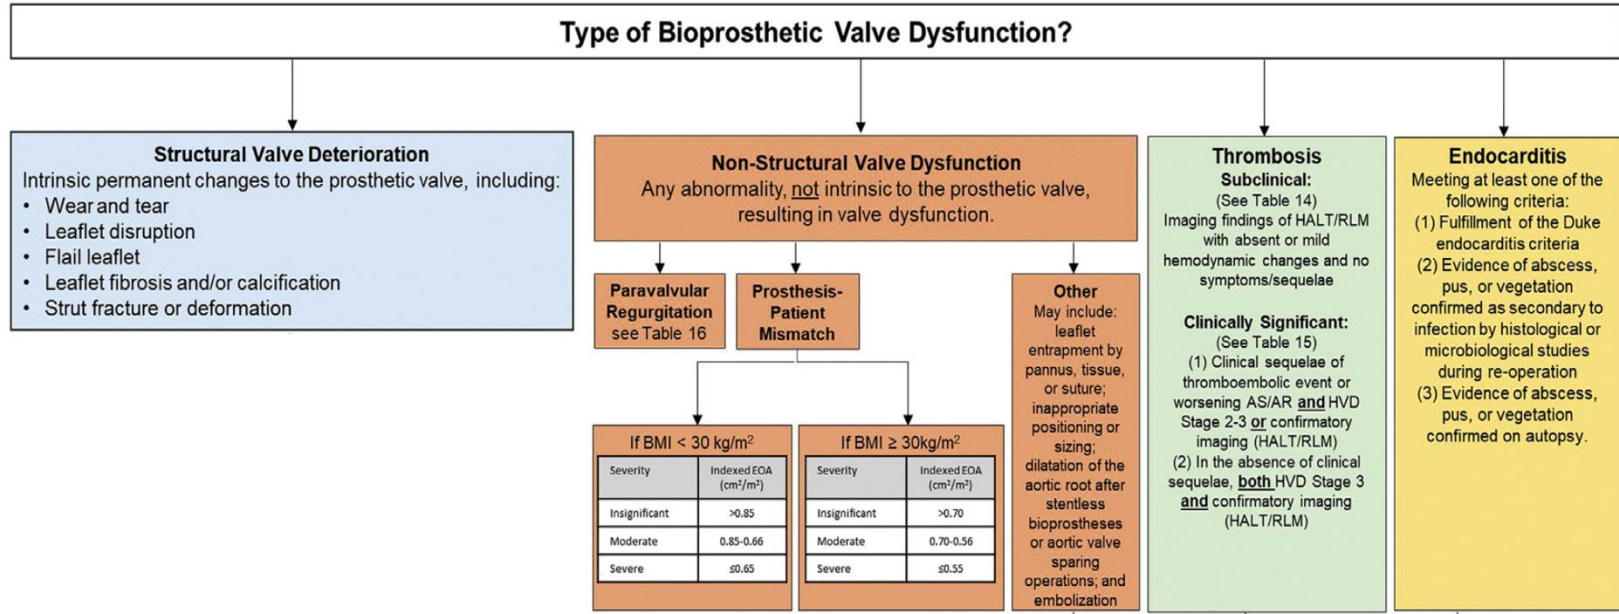 Type of Bioprosthetic Valve Dysfunction?
Structural Valve Deterioration
Intrinsic permanent changes to the prosthetic valve, including:
• Wear and tear
• Leaflet disruption
• Flail leaflet
• Leaflet fibrosis and/or calcification
• Strut fracture or deformation
Non-Structural Valve Dysfunction
Any abnormality, not intrinsic to the prosthetic valve,
resulting in valve dysfunction.
Paravalvular
Regurgitation
see Table 16
Prosthesis-
Patient
Mismatch
If BMI < 30 kg/m²
Severity Indexed EOA
(cm²/m²)
Insignificant >0.85
Moderate 0.85-0.66
Severe ≤0.65
If BMI ≥ 30kg/m²
Severity Indexed EOA
(cm²/m²)
Insignificant >0.70
Moderate 0.70-0.56
Severe ≤0.55
Other
May include:
leaflet
entrapment by
pannus, tissue,
or suture;
inappropriate
positioning or
sizing;
dilatation of the
aortic root after
stentless
bioprostheses
or aortic valve
sparing
operations; and
embolization
Thrombosis
Subclinical:
(See Table 14)
Imaging findings of HALT/RLM
with absent or mild
hemodynamic changes and no
symptoms/sequelae
Clinically Significant:
(See Table 15)
(1) Clinical sequelae of
thromboembolic event or
worsening AS/AR and HVD
Stage 2-3 or confirmatory
imaging (HALT/RLM)
(2) In the absence of clinical
sequelae, both HVD Stage 3
and confirmatory imaging
(HALT/RLM)
Endocarditis
Meeting at least one of the
following criteria:
(1) Fulfillment of the Duke
endocarditis criteria
(2) Evidence of abscess,
pus, or vegetation
confirmed as secondary to
infection by histological or
microbiological studies
during re-operation
(3) Evidence of abscess,
pus, or vegetation
confirmed on autopsy.